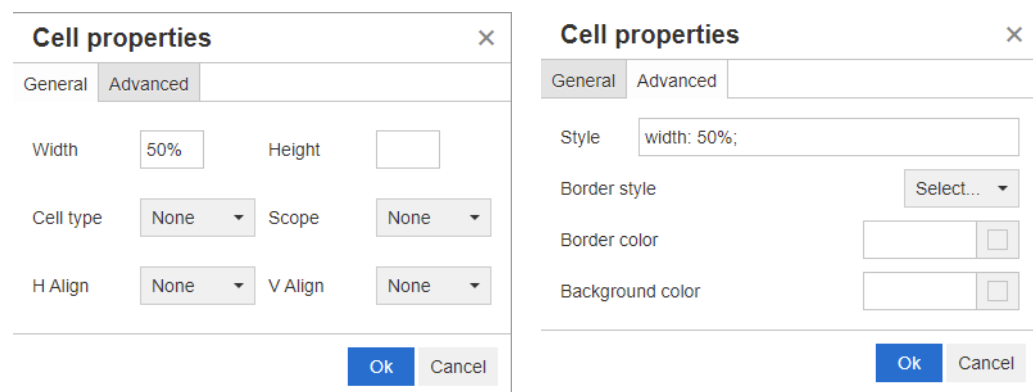 Cell properties ×
General Advanced
Width 50% Height
Cell type None Scope None
H Align None V Align None
Ok Cancel
Cell properties ×
General Advanced
Style width: 50%;
Border style Select...
Border color
Background color
Ok Cancel